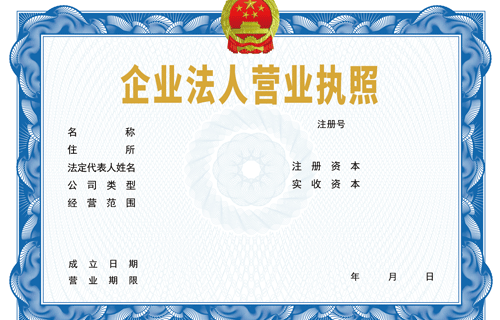 企业法人营业执照
注册号
名称
住所
法定代表人姓名 注册资本
公司类型 实收资本
经营范围
成立日期
营业期限 年 月 日